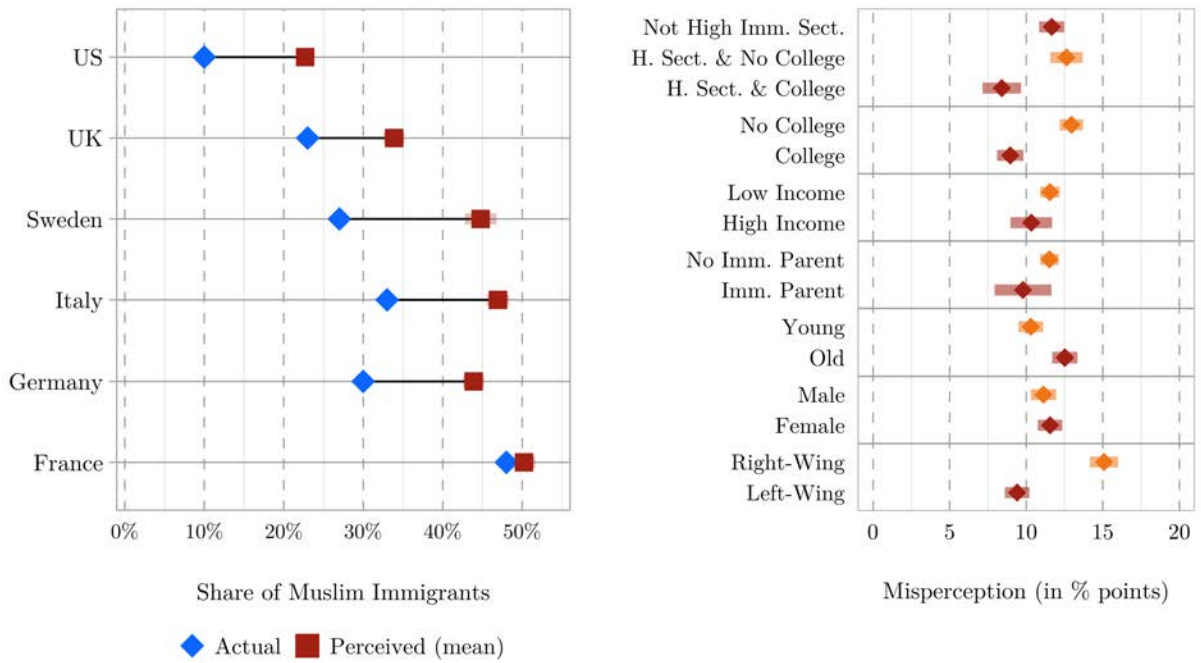 US
UK
Sweden
Italy
Germany
France
0% 10% 20% 30% 40% 50%
Share of Muslim Immigrants
Actual Perceived (mean)
Not High Imm. Sect.
H. Sect. & No College
H. Sect. & College
No College
College
Low Income
High Income
No Imm. Parent
Imm. Parent
Young
Old
Male
Female
Right-Wing
Left-Wing
0 5 10 15 20
Misperception (in % points)